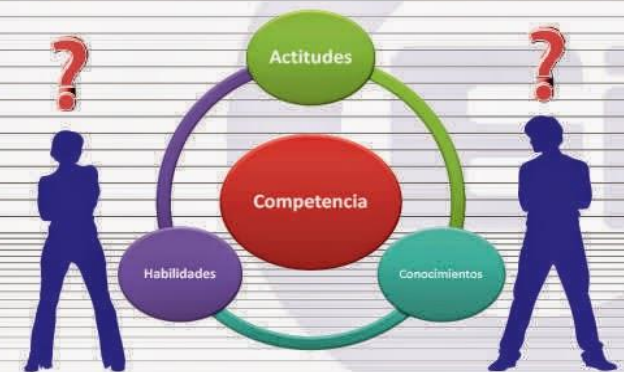 ?
?
Actitudes
Competencia
Habilidades
Conocimientos